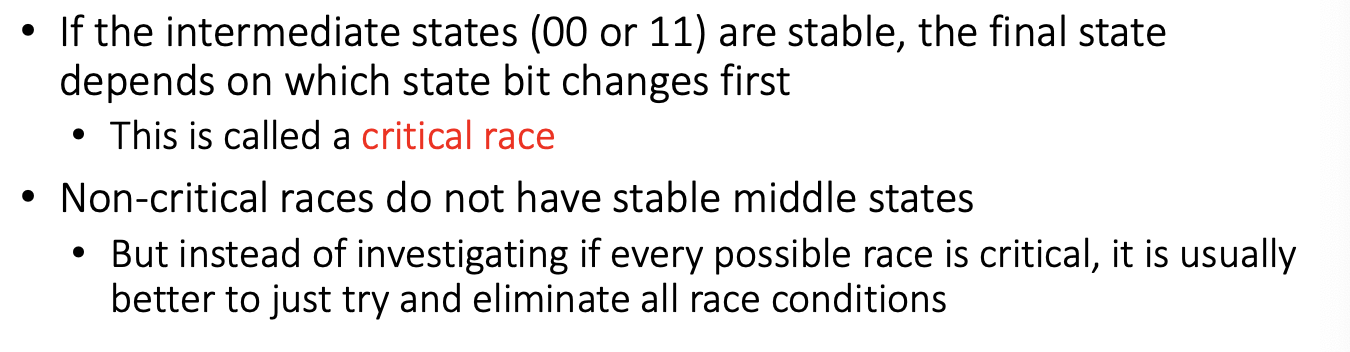 • If the intermediate states (00 or 11) are stable, the final state
depends on which state bit changes first
• This is called a critical race
• Non-critical races do not have stable middle states
• But instead of investigating if every possible race is critical, it is usually
better to just try and eliminate all race conditions